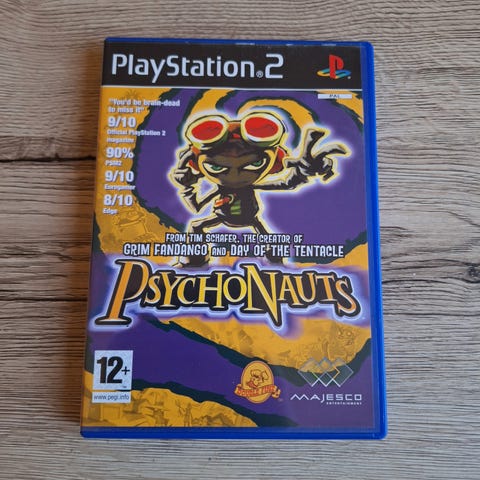 PlayStation®2
PAL
"You'd be brain-dead
to miss it"
9/10
Official PlayStation 2
magazine
90%
PSM2
9/10
Eurogamer
8/10
Edge
FROM TIM SCHAFER, THE CREATOR OF
GRIM FANDANGO AND DAY OF THE TENTACLE
PSYCHONAUTS
12+
www.pegi.info
DOUBLE FINE
MAJESCO
ENTERTAINMENT